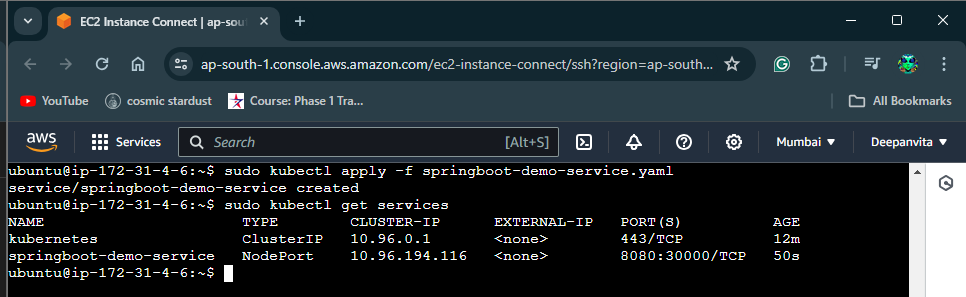 EC2 Instance Connect | ap-south-
ap-south-1.console.aws.amazon.com/ec2-instance-connect/ssh?region=ap-south...
YouTube cosmic stardust Course: Phase 1 Tra... All Bookmarks
aws Services Search [Alt+S] Mumbai Deepanvita
ubuntu@ip-172-31-4-6:~$ sudo kubectl apply -f springboot-demo-service.yaml
service/springboot-demo-service created
ubuntu@ip-172-31-4-6:~$ sudo kubectl get services
NAME TYPE CLUSTER-IP EXTERNAL-IP PORT(S) AGE
kubernetes ClusterIP 10.96.0.1 <none> 443/TCP 12m
springboot-demo-service NodePort 10.96.194.116 <none> 8080:30000/TCP 50s
ubuntu@ip-172-31-4-6:~$